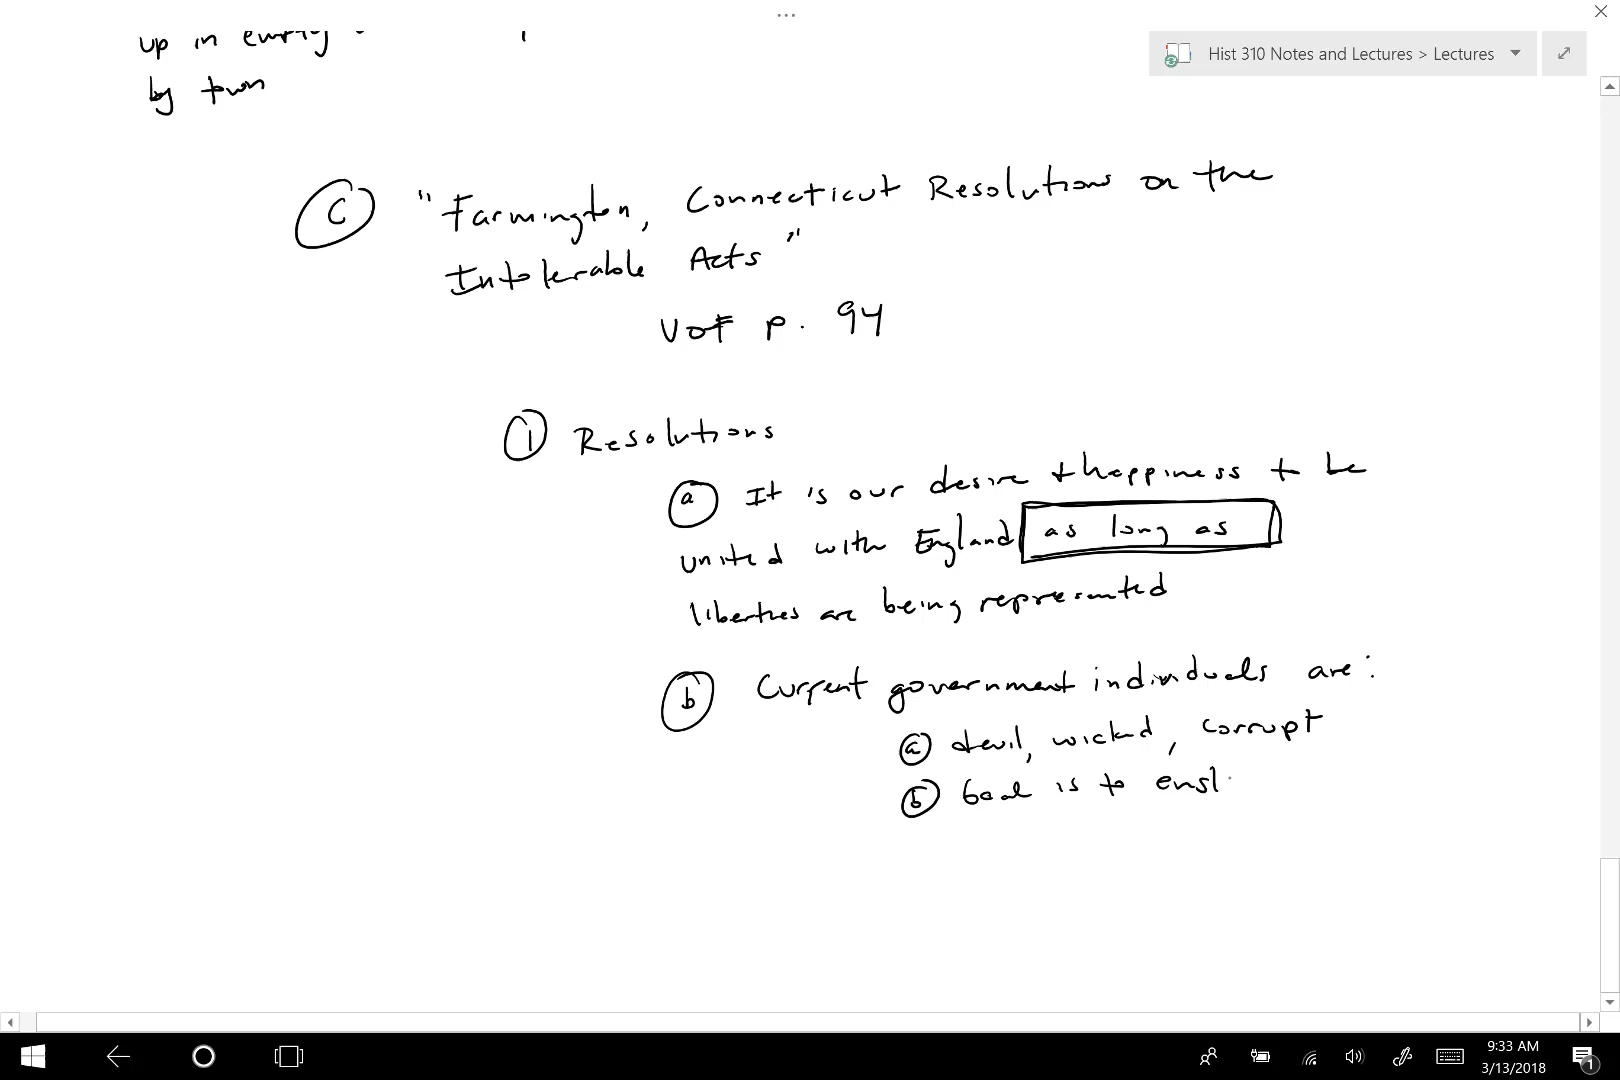 ...
Hist 310 Notes and Lectures > Lectures
up in empty
by town
C "Farmington, Connecticut Resolutions on the
Intolerable Acts"
VOF p. 94
1 Resolutions
a It is our desire + happiness to be
united with England as long as
liberties are being represented
b Current government individuals are:
a devil, wicked, corrupt
b Goal is to ensl
9:33 AM
3/13/2018
1